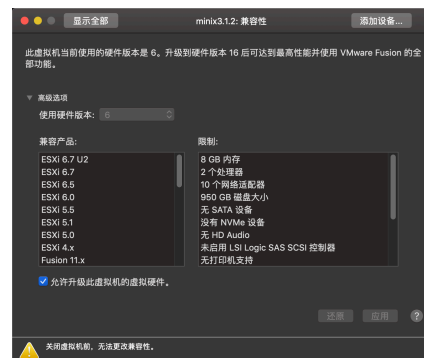 显示全部
minix3.1.2: 兼容性
添加设备...
此虚拟机当前使用的硬件版本是 6。升级到硬件版本 16 后可达到最高性能并使用 VMware Fusion 的全
部功能。
高级选项
使用硬件版本: 6
兼容产品:
ESXi 6.7 U2
ESXi 6.7
ESXi 6.5
ESXi 6.0
ESXi 5.5
ESXi 5.1
ESXi 5.0
ESXi 4.x
Fusion 11.x
限制:
8 GB 内存
2 个处理器
10 个网络适配器
950 GB 磁盘大小
无 SATA 设备
没有 NVMe 设备
无 HD Audio
未启用 LSI Logic SAS SCSI 控制器
无打印机支持
允许升级此虚拟机的虚拟硬件。
还原
应用
?
关闭虚拟机前，无法更改兼容性。